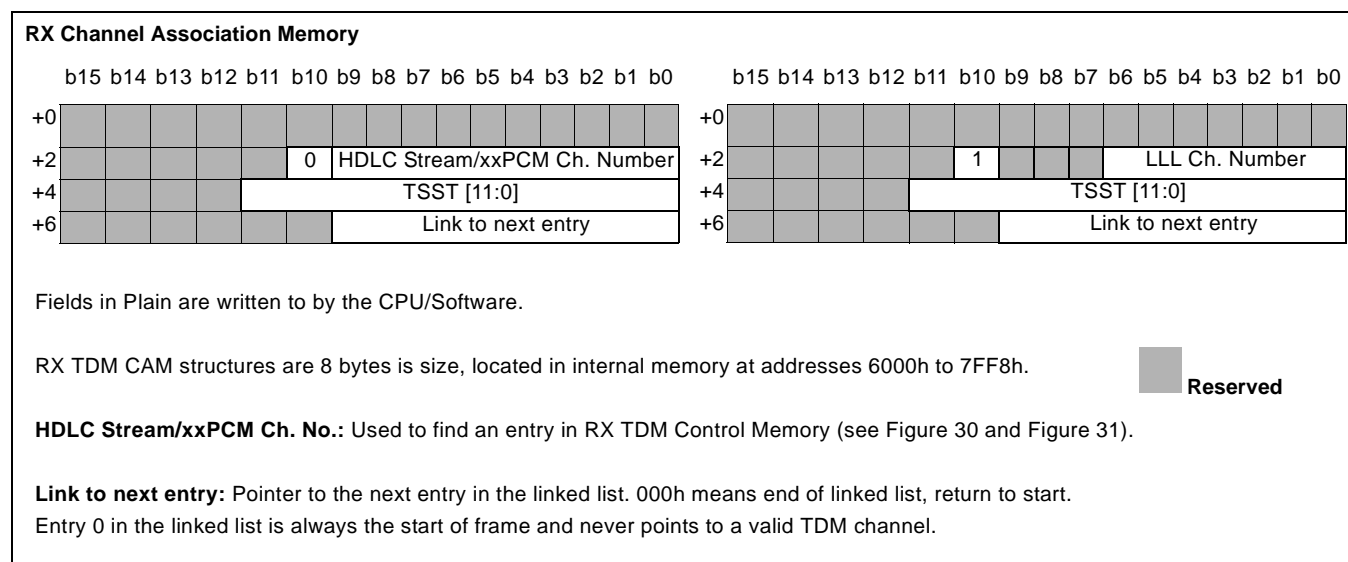 RX Channel Association Memory
b15 b14 b13 b12 b11 b10 b9 b8 b7 b6 b5 b4 b3 b2 b1 b0
+0
+2 0 HDLC Stream/xxPCM Ch. Number
+4 TSST [11:0]
+6 Link to next entry
b15 b14 b13 b12 b11 b10 b9 b8 b7 b6 b5 b4 b3 b2 b1 b0
+0
+2 1 LLL Ch. Number
+4 TSST [11:0]
+6 Link to next entry
Fields in Plain are written to by the CPU/Software.
RX TDM CAM structures are 8 bytes is size, located in internal memory at addresses 6000h to 7FF8h.
Reserved
HDLC Stream/xxPCM Ch. No.: Used to find an entry in RX TDM Control Memory (see Figure 30 and Figure 31).
Link to next entry: Pointer to the next entry in the linked list. 000h means end of linked list, return to start.
Entry 0 in the linked list is always the start of frame and never points to a valid TDM channel.